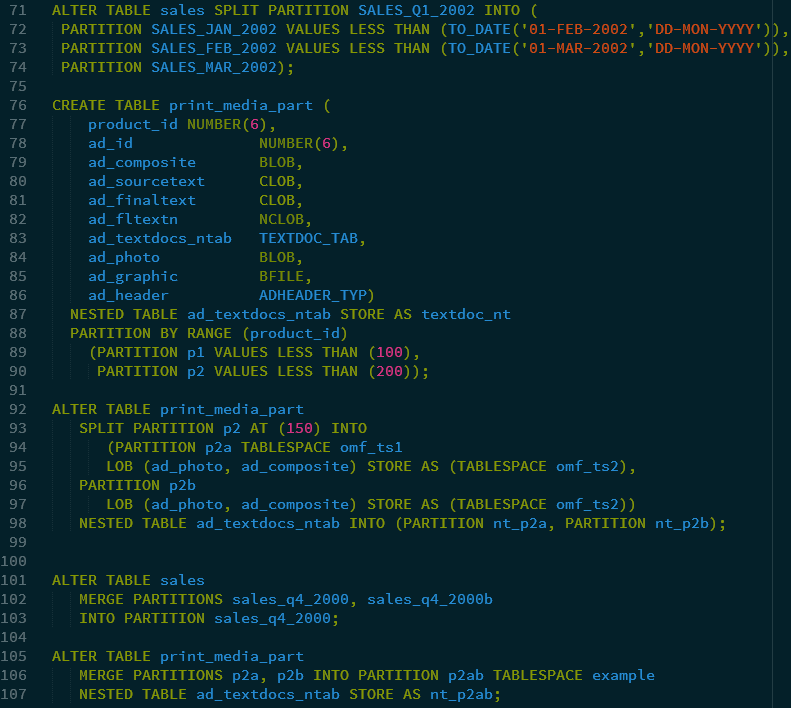 71 ALTER TABLE sales SPLIT PARTITION SALES_Q1_2002 INTO (
72 PARTITION SALES_JAN_2002 VALUES LESS THAN (TO_DATE('01-FEB-2002','DD-MON-YYYY')),
73 PARTITION SALES_FEB_2002 VALUES LESS THAN (TO_DATE('01-MAR-2002','DD-MON-YYYY')),
74 PARTITION SALES_MAR_2002);
75
76 CREATE TABLE print_media_part (
77 product_id NUMBER(6),
78 ad_id NUMBER(6),
79 ad_composite BLOB,
80 ad_sourcetext CLOB,
81 ad_finaltext CLOB,
82 ad_fltextn NCLOB,
83 ad_textdocs_ntab TEXTDOC_TAB,
84 ad_photo BLOB,
85 ad_graphic BFILE,
86 ad_header ADHEADER_TYP)
87 NESTED TABLE ad_textdocs_ntab STORE AS textdoc_nt
88 PARTITION BY RANGE (product_id)
89 (PARTITION p1 VALUES LESS THAN (100),
90 PARTITION p2 VALUES LESS THAN (200));
91
92 ALTER TABLE print_media_part
93 SPLIT PARTITION p2 AT (150) INTO
94 (PARTITION p2a TABLESPACE omf_ts1
95 LOB (ad_photo, ad_composite) STORE AS (TABLESPACE omf_ts2),
96 PARTITION p2b
97 LOB (ad_photo, ad_composite) STORE AS (TABLESPACE omf_ts2))
98 NESTED TABLE ad_textdocs_ntab INTO (PARTITION nt_p2a, PARTITION nt_p2b);
99
100
101 ALTER TABLE sales
102 MERGE PARTITIONS sales_q4_2000, sales_q4_2000b
103 INTO PARTITION sales_q4_2000;
104
105 ALTER TABLE print_media_part
106 MERGE PARTITIONS p2a, p2b INTO PARTITION p2ab TABLESPACE example
107 NESTED TABLE ad_textdocs_ntab STORE AS nt_p2ab;